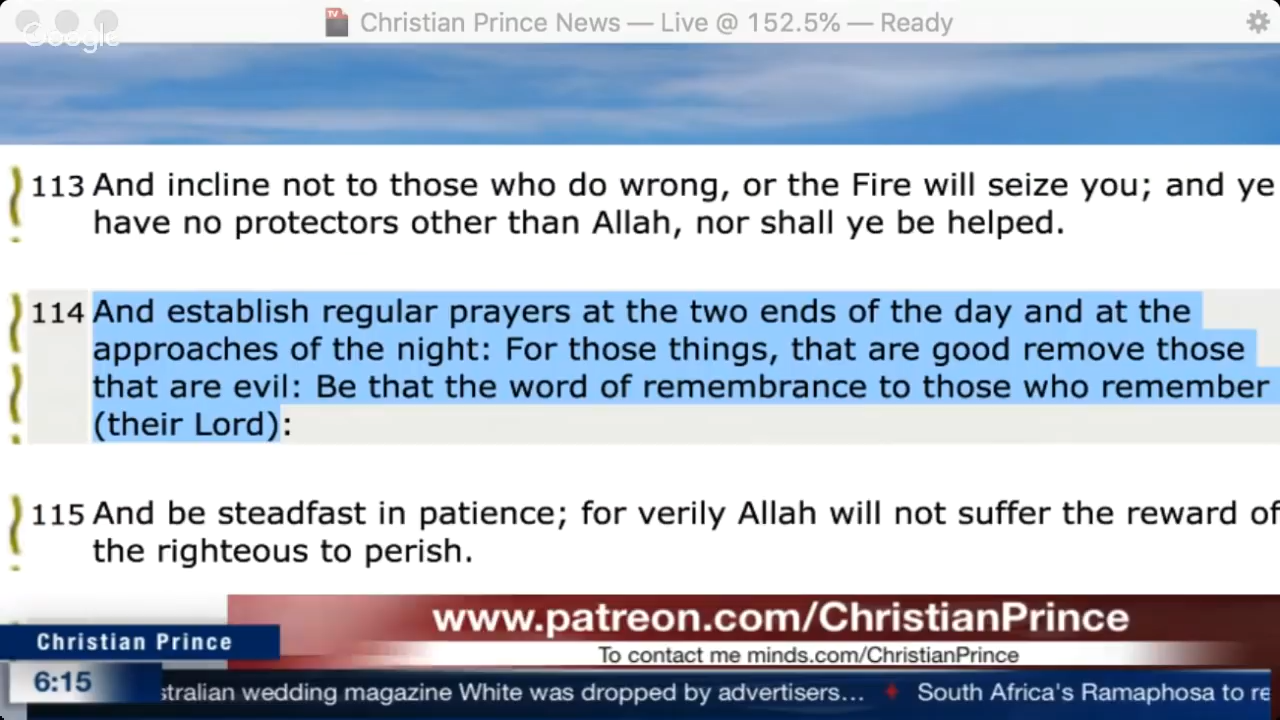 Google
TV
Christian Prince News — Live @ 152.5% — Ready
113 And incline not to those who do wrong, or the Fire will seize you; and ye
have no protectors other than Allah, nor shall ye be helped.
114 And establish regular prayers at the two ends of the day and at the
approaches of the night: For those things, that are good remove those
that are evil: Be that the word of remembrance to those who remember
(their Lord):
115 And be steadfast in patience; for verily Allah will not suffer the reward of
the righteous to perish.
www.patreon.com/ChristianPrince
Christian Prince
To contact me minds.com/ChristianPrince
6:15
stralian wedding magazine White was dropped by advertisers... South Africa's Ramaphosa to re